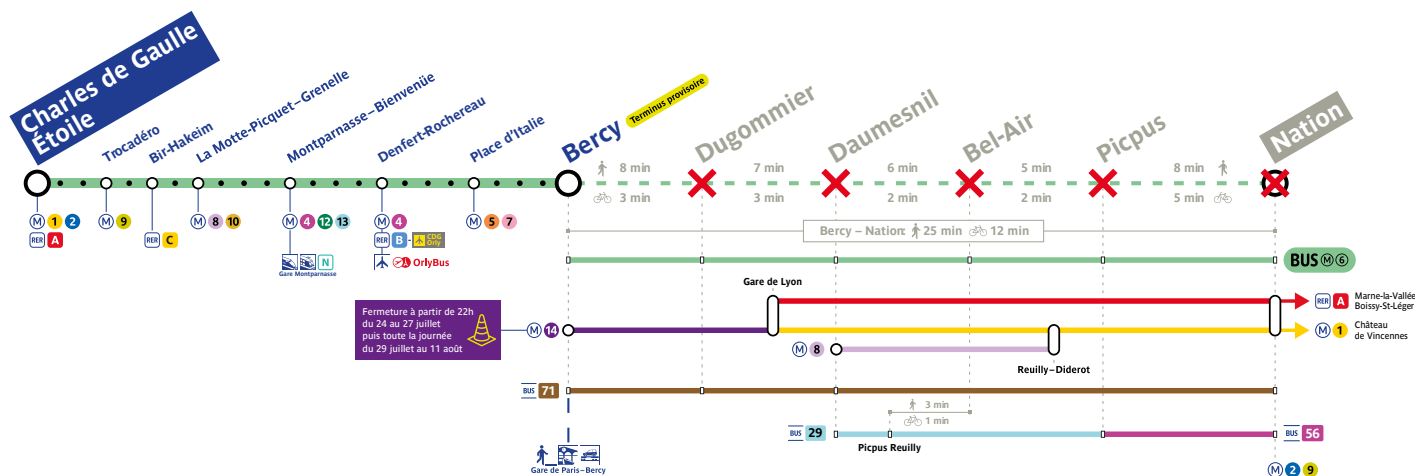 Charles de Gaulle
Étoile
Trocadéro
Bir-Hakeim
La Motte-Picquet–Grenelle
Montparnasse–Bienvenüe
Denfert-Rochereau
Place d'Italie
Bercy
Terminus provisoire
Dugommier
Daumesnil
Bel-Air
Picpus
Nation
8 min
7 min
6 min
5 min
8 min
3 min
3 min
2 min
2 min
5 min
M 1 2
M 9
M 8 10
M 4 12 13
M 4
M 5 7
RER A
RER C
RER B - CDG Orly
N
Gare Montparnasse
OrlyBus
Bercy – Nation: 25 min 12 min
BUS M 6
Gare de Lyon
RER A
Marne-la-Vallée
Boissy-St-Léger
Fermeture à partir de 22h
du 24 au 27 juillet
puis toute la journée
du 29 juillet au 11 août
M 14
M 1
Château
de Vincennes
M 8
Reuilly–Diderot
BUS 71
3 min
1 min
BUS 29
Picpus Reuilly
BUS 56
Gare de Paris–Bercy
M 2 9